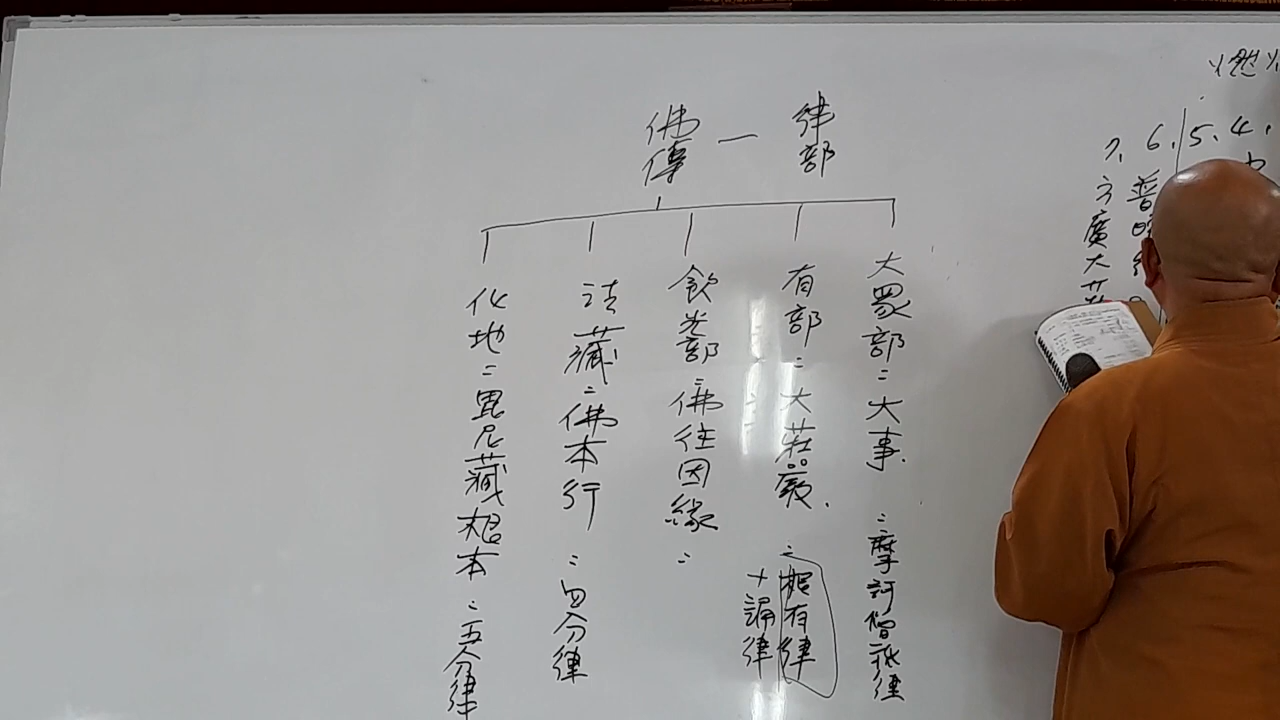 4.
5.
6. 普曜經
7. 方廣大莊
律部 — 佛傳
大眾部：大事．：摩訶僧祇律
有部：大莊嚴．：根有律
十誦律
飲光部：佛往因緣：
法藏：佛本行：四分律
化地：毘尼藏根本：五分律